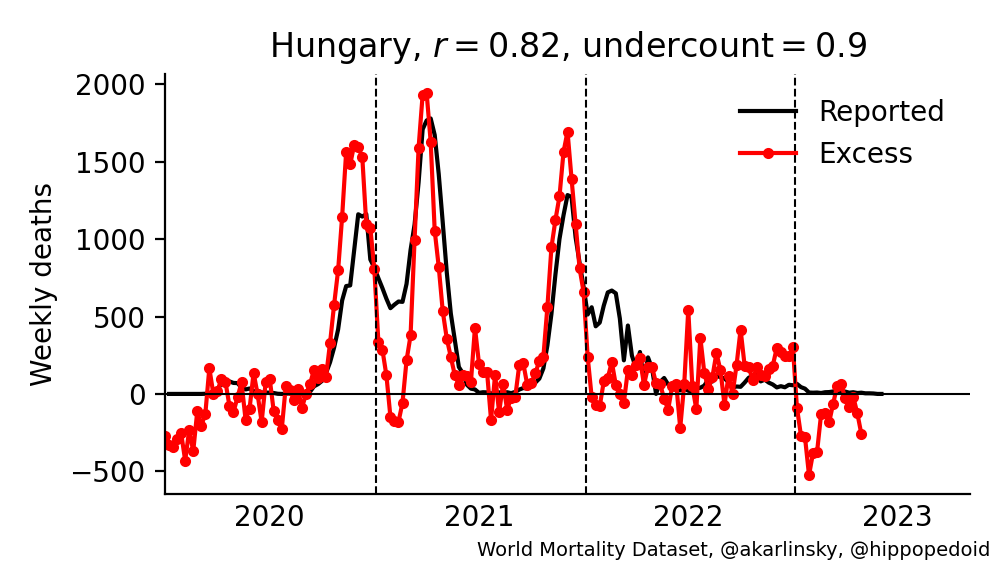 Hungary, r = 0.82, undercount = 0.9
Weekly deaths
2000
1500
1000
500
0
−500
Reported
Excess
2020 2021 2022 2023
World Mortality Dataset, @akarlinsky, @hippopedoid